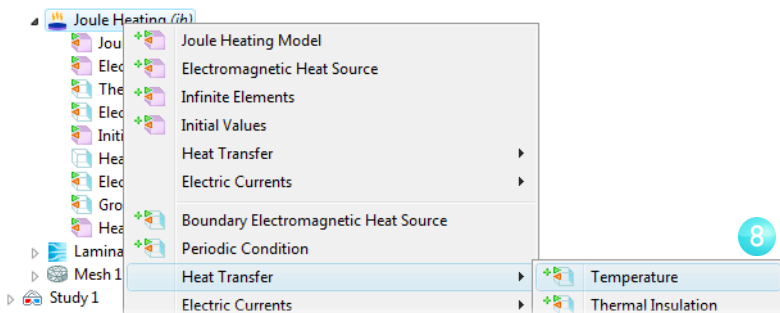 Joule Heating (jh)
Jou
Joule Heating Model
Elec
Electromagnetic Heat Source
The
Infinite Elements
Elec
Initial Values
Initi
Heat Transfer
Hea
Electric Currents
Elec
Gro
Boundary Electromagnetic Heat Source
Hea
Periodic Condition
8
Lamina
Mesh 1
Heat Transfer
Temperature
Study 1
Electric Currents
Thermal Insulation